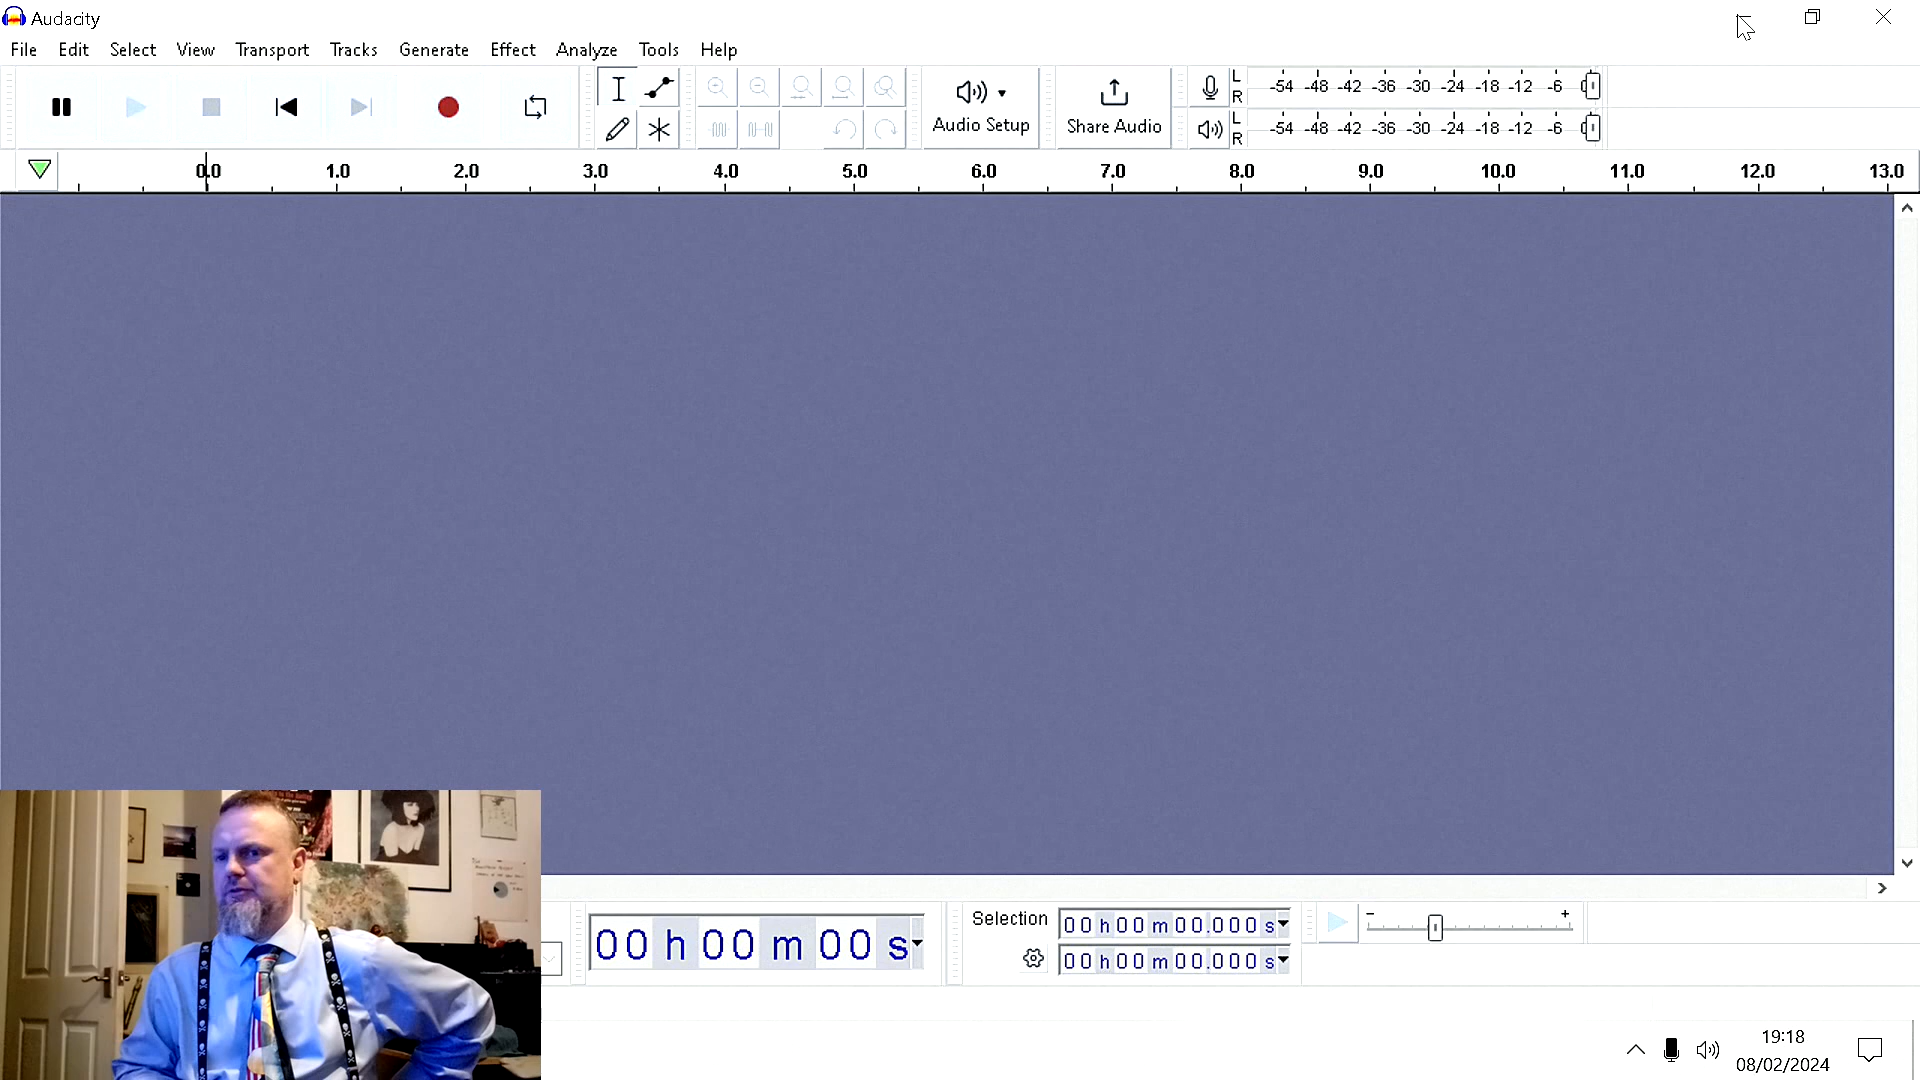 Audacity
File Edit Select View Transport Tracks Generate Effect Analyze Tools Help
L
R
-54 -48 -42 -36 -30 -24 -18 -12 -6
Audio Setup
Share Audio
L
R
-54 -48 -42 -36 -30 -24 -18 -12 -6
0.0 1.0 2.0 3.0 4.0 5.0 6.0 7.0 8.0 9.0 10.0 11.0 12.0 13.0
00 h 00 m 00 s
Selection
00 h 00 m 00.000 s
00 h 00 m 00.000 s
- +
19:18
08/02/2024